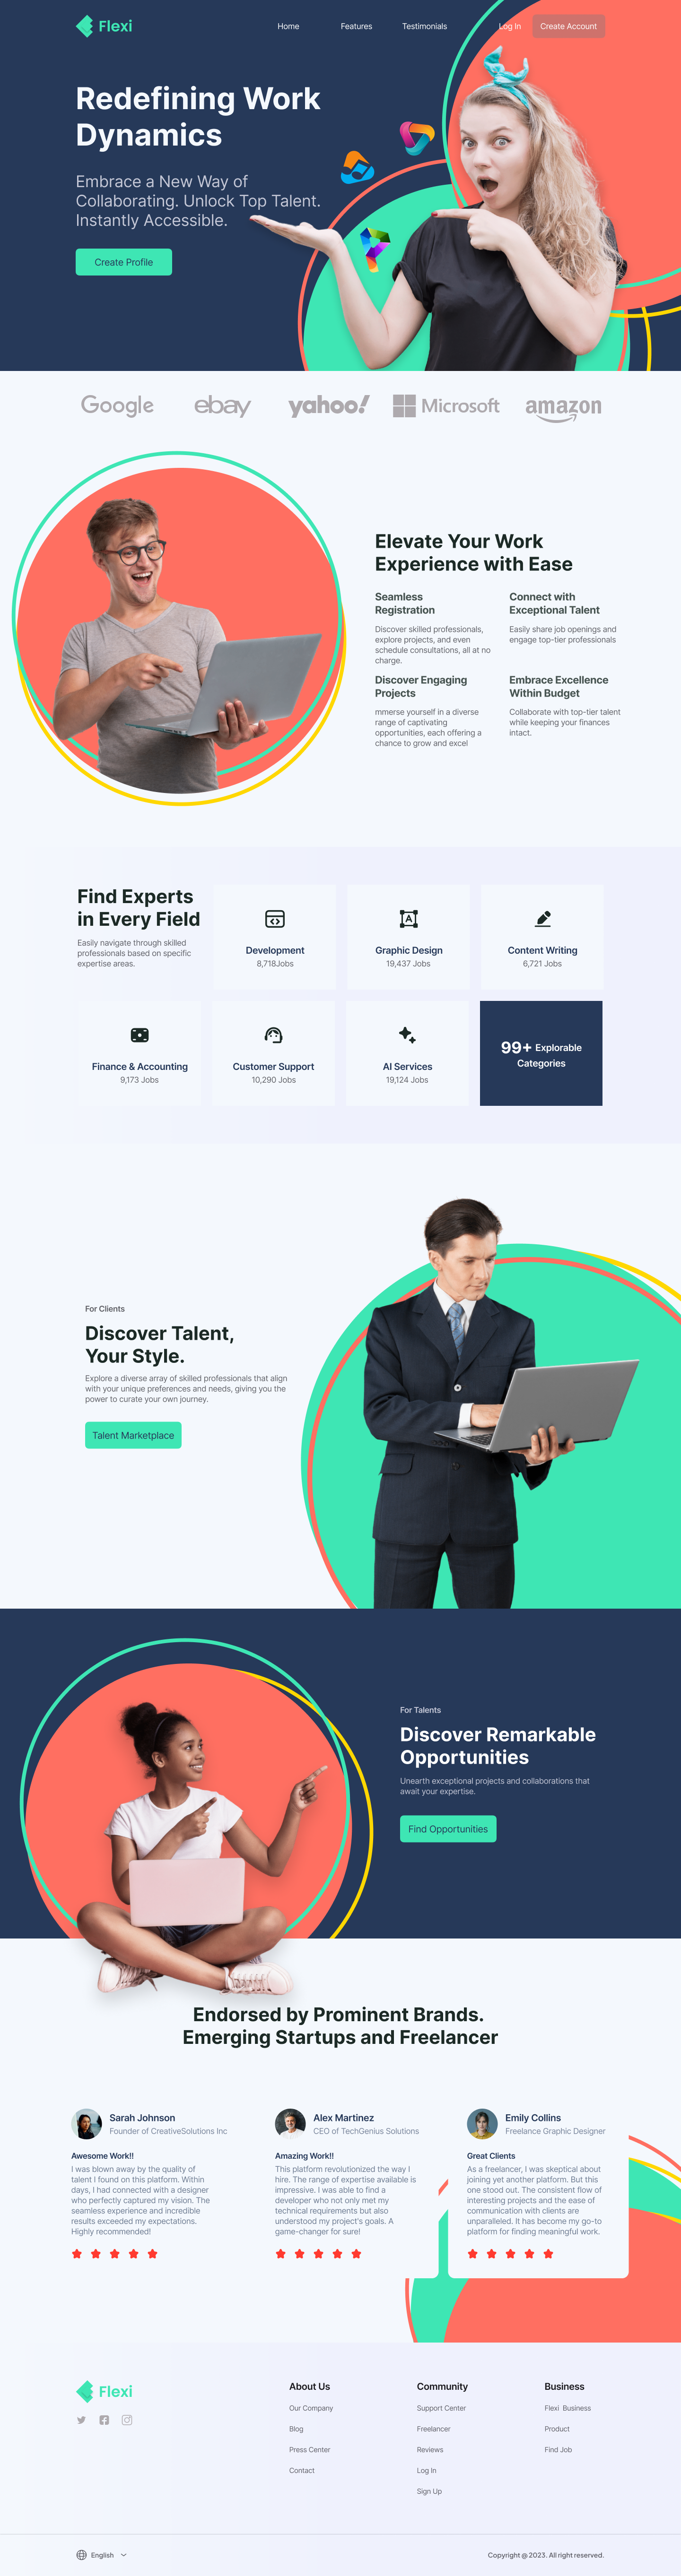 Flexi
Home
Features
Testimonials
Log In
Create Account
Redefining Work
Dynamics
Embrace a New Way of
Collaborating. Unlock Top Talent.
Instantly Accessible.
Create Profile
Google
ebay
yahoo!
Microsoft
amazon
Elevate Your Work
Experience with Ease
Seamless
Registration
Discover skilled professionals,
explore projects, and even
schedule consultations, all at no
charge.
Connect with
Exceptional Talent
Easily share job openings and
engage top-tier professionals
Discover Engaging
Projects
mmerse yourself in a diverse
range of captivating
opportunities, each offering a
chance to grow and excel
Embrace Excellence
Within Budget
Collaborate with top-tier talent
while keeping your finances
intact.
Find Experts
in Every Field
Easily navigate through skilled
professionals based on specific
expertise areas.
Development
8,718Jobs
Graphic Design
19,437 Jobs
Content Writing
6,721 Jobs
Finance & Accounting
9,173 Jobs
Customer Support
10,290 Jobs
AI Services
19,124 Jobs
99+ Explorable
Categories
For Clients
Discover Talent,
Your Style.
Explore a diverse array of skilled professionals that align
with your unique preferences and needs, giving you the
power to curate your own journey.
Talent Marketplace
For Talents
Discover Remarkable
Opportunities
Unearth exceptional projects and collaborations that
await your expertise.
Find Opportunities
Endorsed by Prominent Brands.
Emerging Startups and Freelancer
Sarah Johnson
Founder of CreativeSolutions Inc
Awesome Work!!
I was blown away by the quality of
talent I found on this platform. Within
days, I had connected with a designer
who perfectly captured my vision. The
seamless experience and incredible
results exceeded my expectations.
Highly recommended!
Alex Martinez
CEO of TechGenius Solutions
Amazing Work!!
This platform revolutionized the way I
hire. The range of expertise available is
impressive. I was able to find a
developer who not only met my
technical requirements but also
understood my project's goals. A
game-changer for sure!
Emily Collins
Freelance Graphic Designer
Great Clients
As a freelancer, I was skeptical about
joining yet another platform. But this
one stood out. The consistent flow of
interesting projects and the ease of
communication with clients are
unparalleled. It has become my go-to
platform for finding meaningful work.
Flexi
About Us
Our Company
Blog
Press Center
Contact
Community
Support Center
Freelancer
Reviews
Log In
Sign Up
Business
Flexi Business
Product
Find Job
English
Copyright @ 2023. All right reserved.